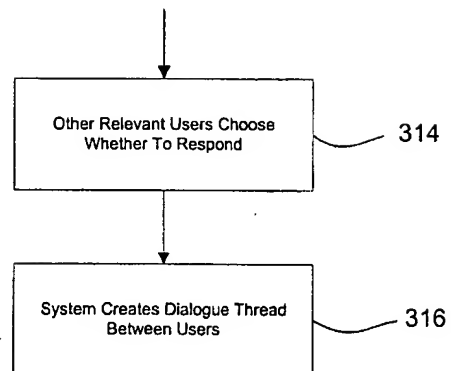 Other Relevant Users Choose
Whether To Respond
314
System Creates Dialogue Thread
Between Users
316